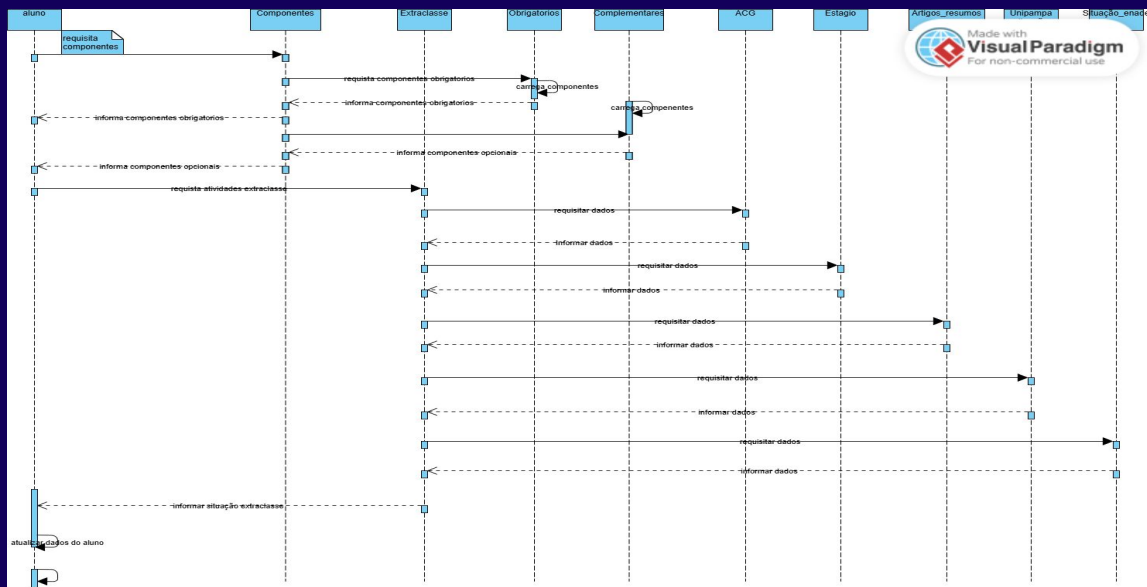 aluno
Componentes
Extraclasse
Obrigatorios
Complementares
ACG
Estagio
Artigos_resumos
Unipampa
Situação_enade
Made with
Visual Paradigm
For non-commercial use
requisita
componentes
requista componentes obrigatorios
carrega componentes
informa componentes obrigatorios
carrega compenentes
informa componentes obrigatorios
informa componentes opcionais
informa componentes opcionais
requista atividades extraclasse
requisitar dados
informar dados
requisitar dados
informar dados
requisitar dados
informar dados
requisitar dados
informar dados
requisitar dados
informar dados
informar situação extraclasse
atualizar dados do aluno